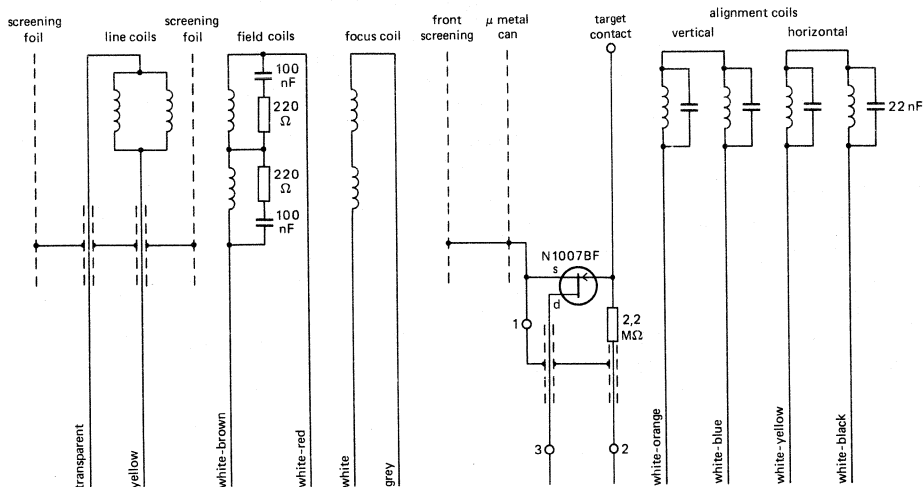 screening
foil
line coils
screening
foil
field coils
focus coil
front
screening
μ metal
can
target
contact
alignment coils
vertical
horizontal
100
nF
220
Ω
220
Ω
100
nF
22 nF
N1007BF
s
d
1
2,2
MΩ
3
2
transparent
yellow
white-brown
white-red
white
grey
white-orange
white-blue
white-yellow
white-black